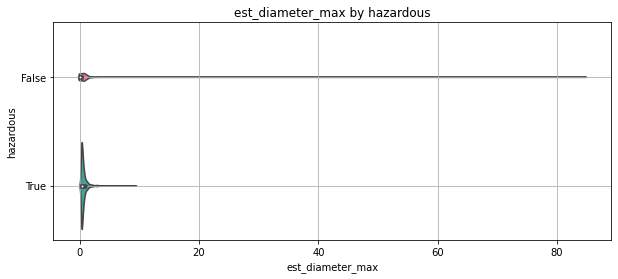 est_diameter_max by hazardous
hazardous
False
True
0 20 40 60 80
est_diameter_max